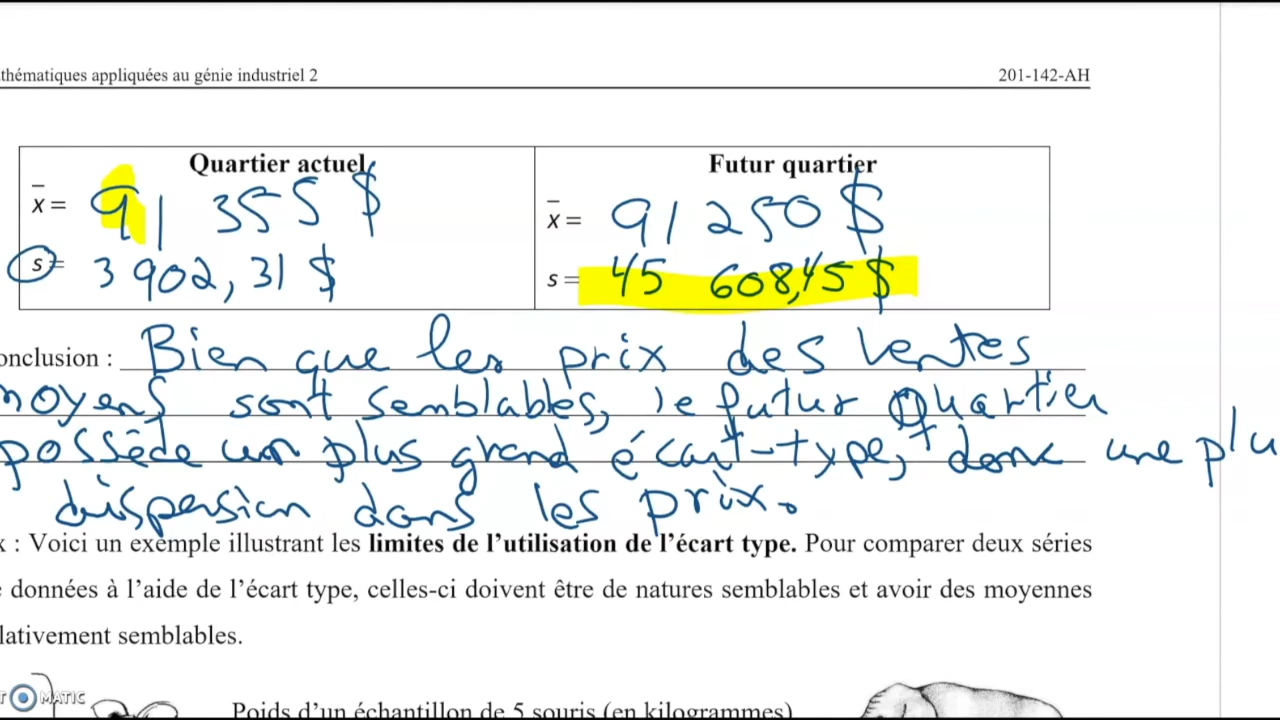 thématiques appliquées au génie industriel 2 201-142-AH
Quartier actuel Futur quartier
x̄ = 91 355 $ x̄ = 91 250 $
s = 3 902,31 $ s = 45 608,45 $
onclusion : Bien que les prix des ventes
moyens sont semblables, le futur quartier
possède un plus grand écart-type, donc une plu
dispersion dans les prix.
x : Voici un exemple illustrant les limites de l’utilisation de l’écart type. Pour comparer deux séries
e données à l’aide de l’écart type, celles-ci doivent être de natures semblables et avoir des moyennes
lativement semblables.
MATIC
Poids d’un échantillon de 5 souris (en kilogrammes)